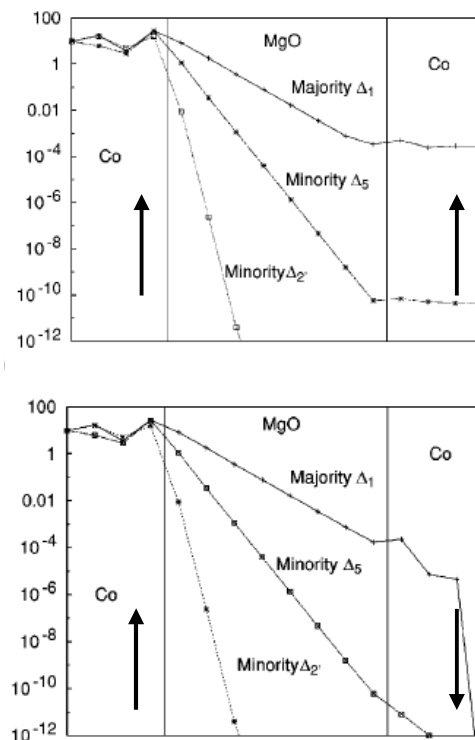 100
MgO
Co
1
Majority Δ₁
0.01
10⁻⁴
Co
Minority Δ₅
10⁻⁶
10⁻⁸
Minority Δ₂'
10⁻¹⁰
10⁻¹²
100
MgO
Co
1
Majority Δ₁
0.01
10⁻⁴
Minority Δ₅
Co
10⁻⁶
10⁻⁸
Minority Δ₂'
10⁻¹⁰
10⁻¹²